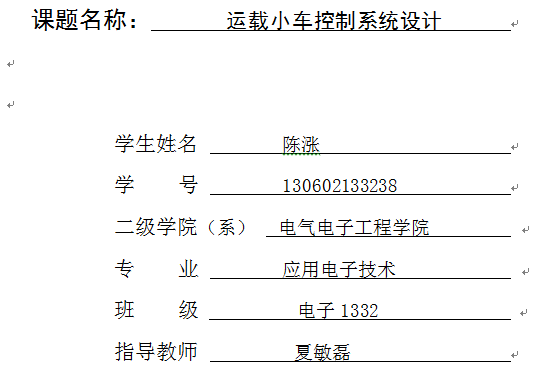 课题名称：运载小车控制系统设计
学生姓名 陈涨
学 号 130602133238
二级学院（系） 电气电子工程学院
专 业 应用电子技术
班 级 电子 1332
指导教师 夏敏磊